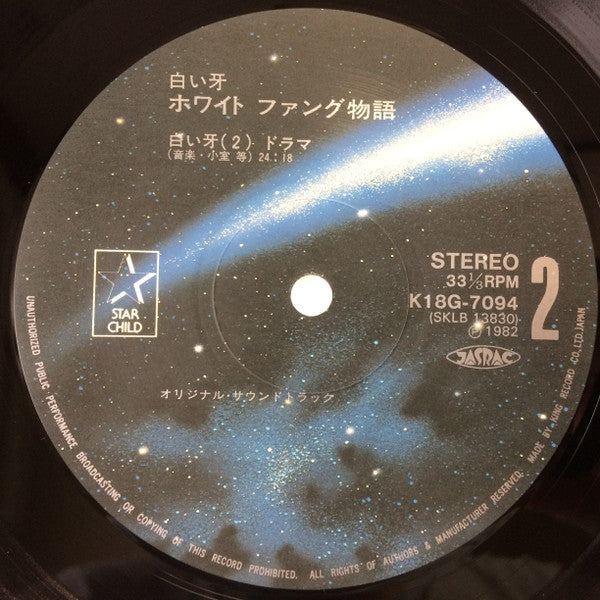 白い牙
ホワイト ファング物語
白い牙(2) ドラマ
(音楽・小室 等) 24:18
STAR
CHILD
STEREO
33⅓RPM
K18G-7094
(SKLB 13830)
Ⓟ1982
2
JASRAC
オリジナル・サウンドトラック
UNAUTHORIZED PUBLIC PERFORMANCE BROADCASTING OR COPYING OF THIS RECORD PROHIBITED. ALL RIGHTS OF AUTHORS & MANUFACTURER RESERVED. MADE BY KING RECORD CO., LTD. JAPAN